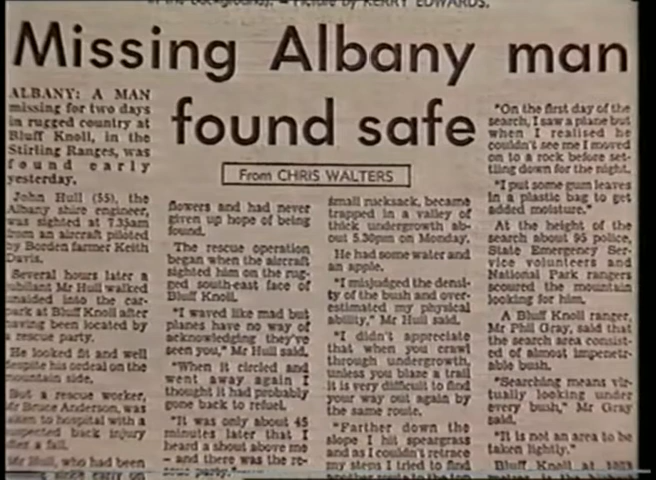 Picture by KERRY EDWARDS.
Missing Albany man
found safe
From CHRIS WALTERS
ALBANY: A MAN
missing for two days
in rugged country at
Bluff Knoll, in the
Stirling Ranges, was
found early
yesterday.
John Hull (55), the
Albany shire engineer,
was sighted at 7.35am
from an aircraft piloted
by Borden farmer Keith
Davis.
Several hours later a
jubilant Mr Hull walked
unaided into the car-
park at Bluff Knoll after
having been located by
a rescue party.
He looked fit and well
despite his ordeal on the
mountain side.
But a rescue worker,
Mr Bruce Anderson, was
taken to hospital with a
suspected back injury
after a fall.
Mr Hull, who had been
flowers and had never
given up hope of being
found.
The rescue operation
began when the aircraft
sighted him on the rug-
ged south-east face of
Bluff Knoll.
"I waved like mad but
planes have no way of
acknowledging they've
seen you," Mr Hull said.
"When it circled and
went away again I
thought it had probably
gone back to refuel.
"It was only about 45
minutes later that I
heard a shout above me
– and there was the re-
scue party."
small rucksack, became
trapped in a valley of
thick undergrowth ab-
out 5.30pm on Monday.
He had some water and
an apple.
"I misjudged the densi-
ty of the bush and over-
estimated my physical
ability," Mr Hull said.
"I didn't appreciate
that when you crawl
through undergrowth,
unless you blaze a trail
it is very difficult to find
your way out again by
the same route.
"Farther down the
slope I hit speargrass
and as I couldn't retrace
my steps I tried to find
"On the first day of the
search, I saw a plane but
when I realised he
couldn't see me I moved
on to a rock before set-
tling down for the night.
"I put some gum leaves
in a plastic bag to get
added moisture."
At the height of the
search about 95 police,
State Emergency Ser-
vice volunteers and
National Park rangers
scoured the mountain
looking for him.
A Bluff Knoll ranger,
Mr Phil Gray, said that
the search area consist-
ed of almost impenetr-
able bush.
"Searching means vir-
tually looking under
every bush," Mr Gray
said.
"It is not an area to be
taken lightly."
Bluff Knoll at